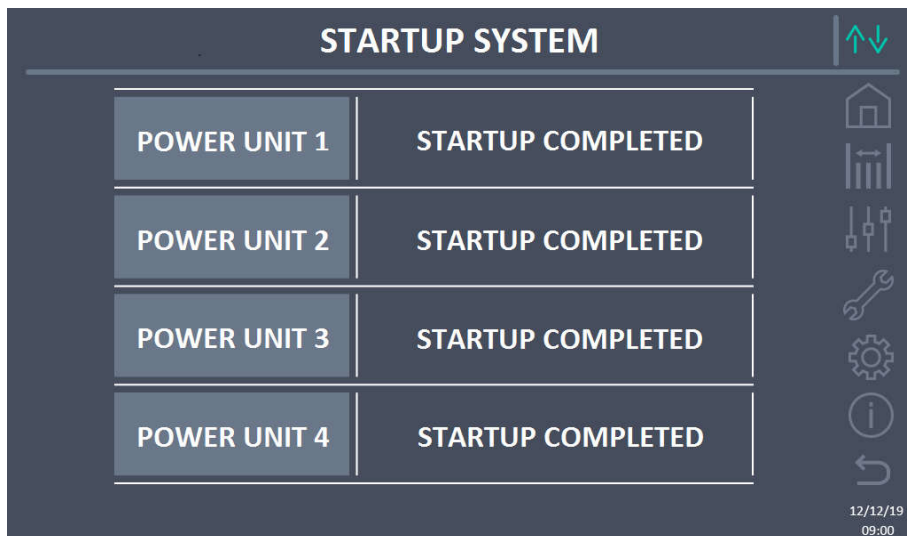 STARTUP SYSTEM
POWER UNIT 1
STARTUP COMPLETED
POWER UNIT 2
STARTUP COMPLETED
POWER UNIT 3
STARTUP COMPLETED
POWER UNIT 4
STARTUP COMPLETED
12/12/19
09:00